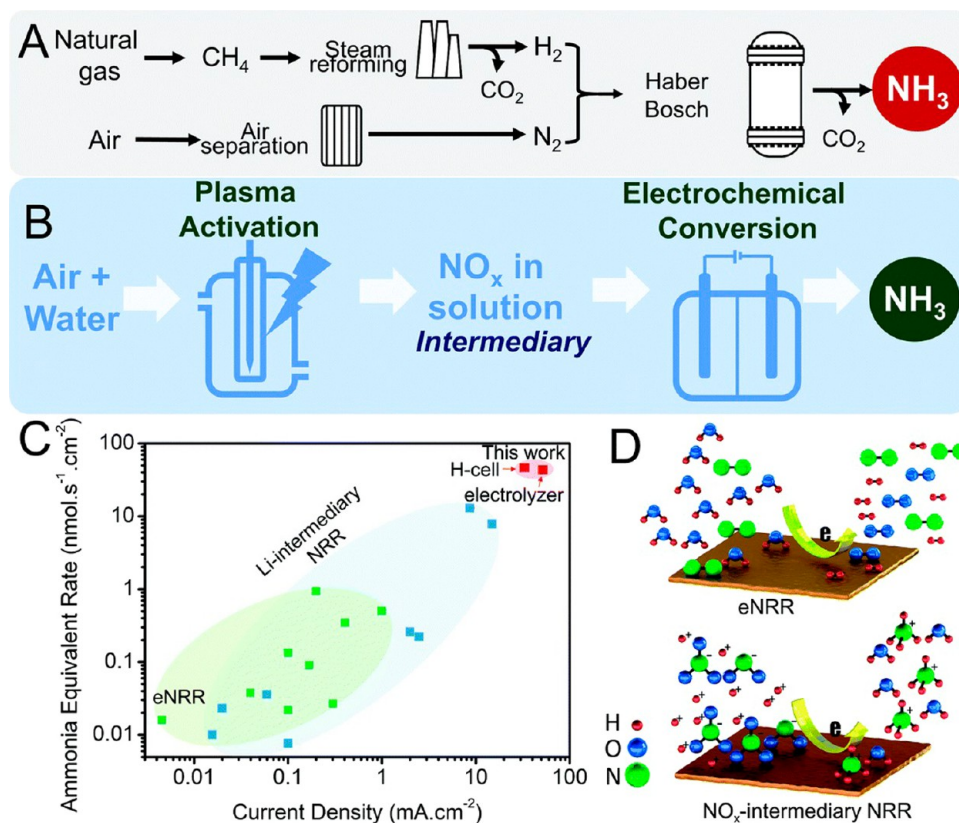 A
Natural
gas
CH4
Steam
reforming
H2
CO2
Air
Air
separation
N2
Haber
Bosch
CO2
NH3
B
Air +
Water
Plasma
Activation
NOx in
solution
Intermediary
Electrochemical
Conversion
NH3
C
Ammonia Equivalent Rate (nmol.s⁻¹.cm⁻²)
100
10
1
0.1
0.01
This work
H-cell
electrolyzer
Li-intermediary
NRR
eNRR
0.01
0.1
1
10
100
Current Density (mA.cm⁻²)
D
e
eNRR
+
-
-
+
+
+
+
+
+
+
-
-
e
+
+
+
+
H
O
N
NOx-intermediary NRR